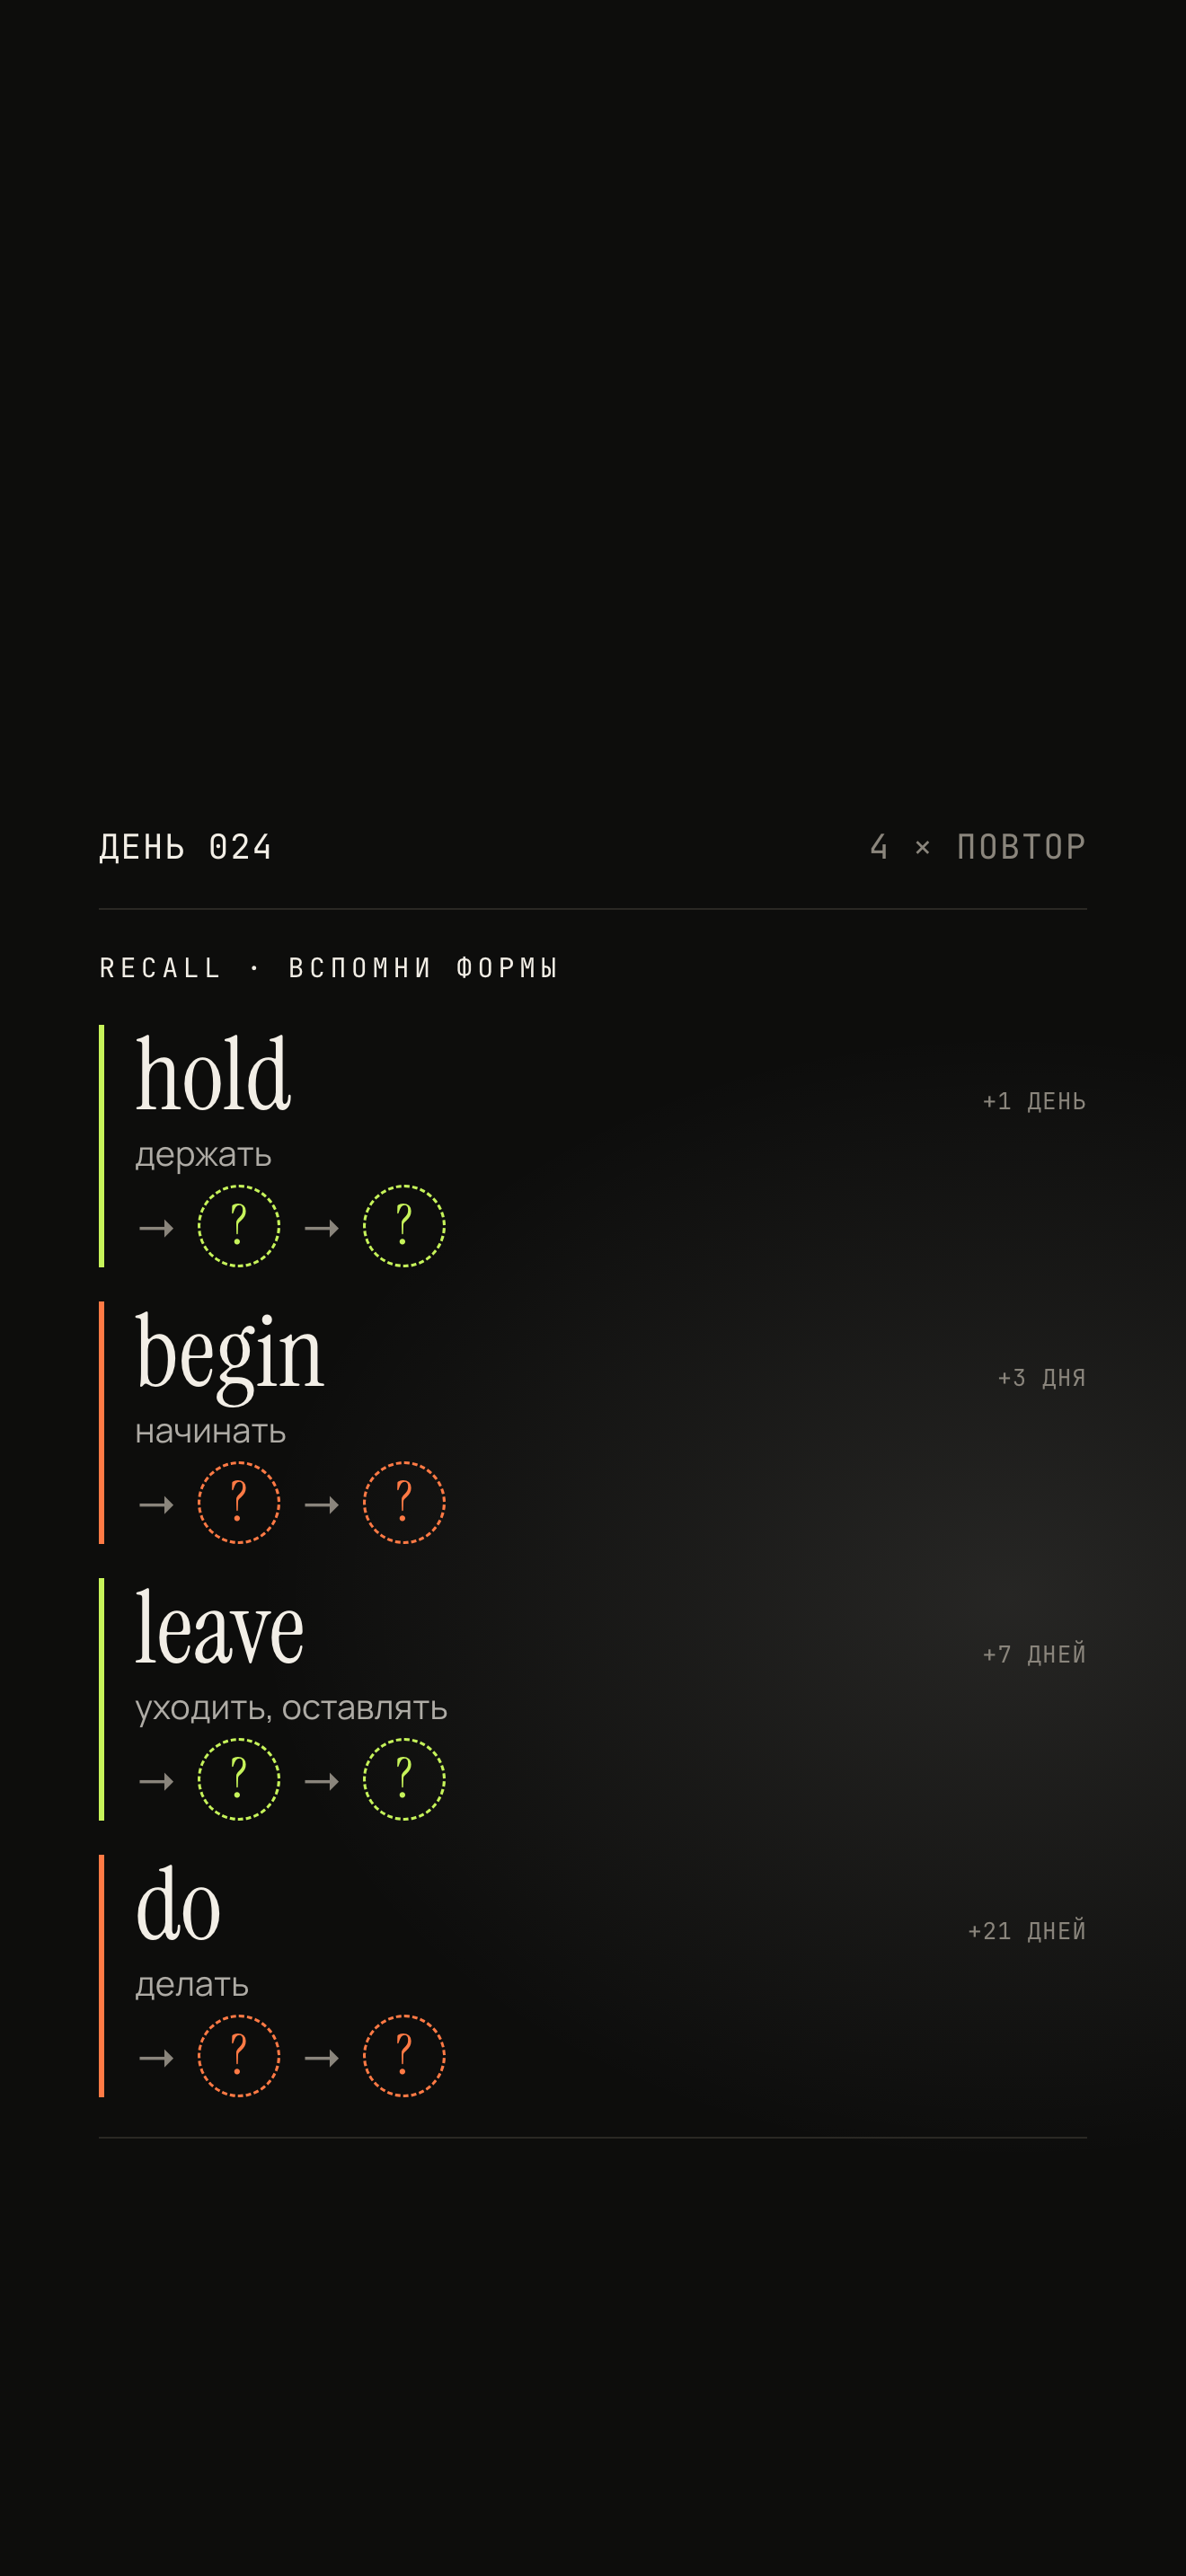 ДЕНЬ 024
4 × ПОВТОР
RECALL · ВСПОМНИ ФОРМЫ
hold
+1 ДЕНЬ
держать
→ ? → ?
begin
+3 ДНЯ
начинать
→ ? → ?
leave
+7 ДНЕЙ
уходить, оставлять
→ ? → ?
do
+21 ДНЕЙ
делать
→ ? → ?